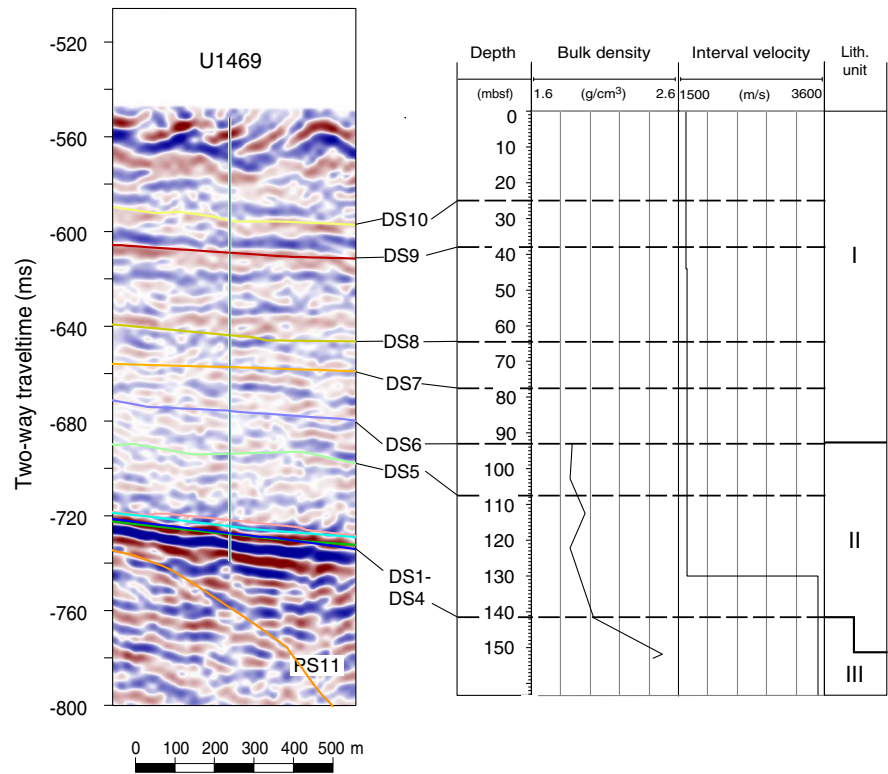 U1469
Two-way traveltime (ms)
-520
-560
-600
-640
-680
-720
-760
-800
DS10
DS9
DS8
DS7
DS6
DS5
DS1-
DS4
RS11
0 100 200 300 400 500 m
Depth Bulk density Interval velocity Lith.
unit
(mbsf) 1.6 (g/cm³) 2.6 1500 (m/s) 3600
0
10
20
30
40
50
60
70
80
90
100
110
120
130
140
150
I
II
III